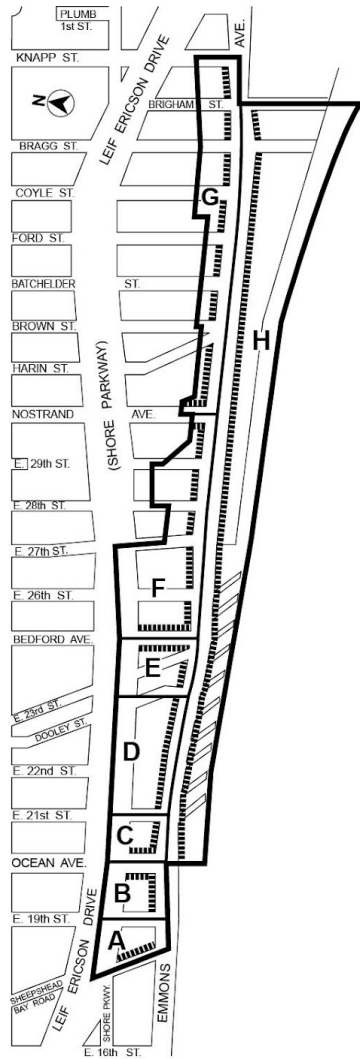 PLUMB
1st ST.
KNAPP ST.
AVE.
LEIF ERICSON DRIVE
N
BRIGHAM ST.
BRAGG ST.
COYLE ST.
G
FORD ST.
BATCHELDER ST.
BROWN ST.
H
HARIN ST.
(SHORE PARKWAY)
NOSTRAND AVE.
E. 29th ST.
E. 28th ST.
E. 27th ST.
F
E. 26th ST.
BEDFORD AVE.
E
E. 23rd ST.
DOOLEY ST.
D
E. 22nd ST.
E. 21st ST.
C
OCEAN AVE.
B
E. 19th ST.
A
LEIF ERICSON DRIVE
SHEEPSHEAD
BAY ROAD
SHORE PKWY.
EMMONS
E. 16th ST.